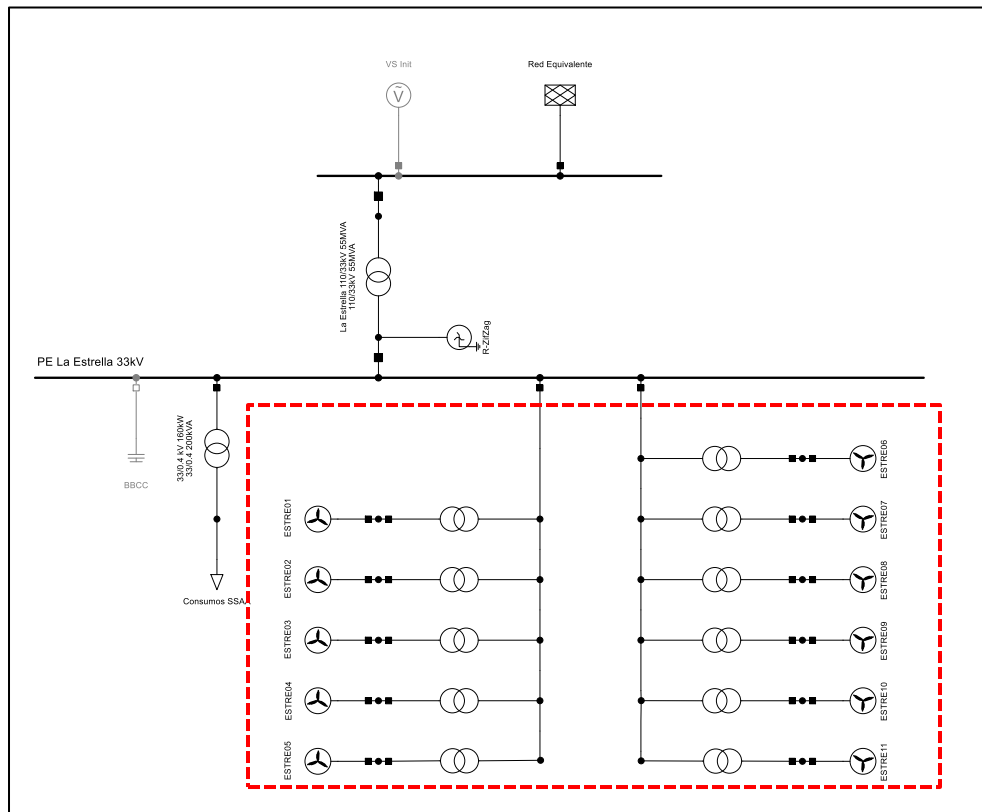 VS Init
Red Equivalente
La Estrella 110/33kV 55MVA
110/33kV 55MVA
R-ZifZag
PE La Estrella 33kV
33/0.4 kV 160kW
33/0.4 200kVA
BBCC
Consumos SSA
ESTRE01
ESTRE02
ESTRE03
ESTRE04
ESTRE05
ESTRE06
ESTRE07
ESTRE08
ESTRE09
ESTRE10
ESTRE11